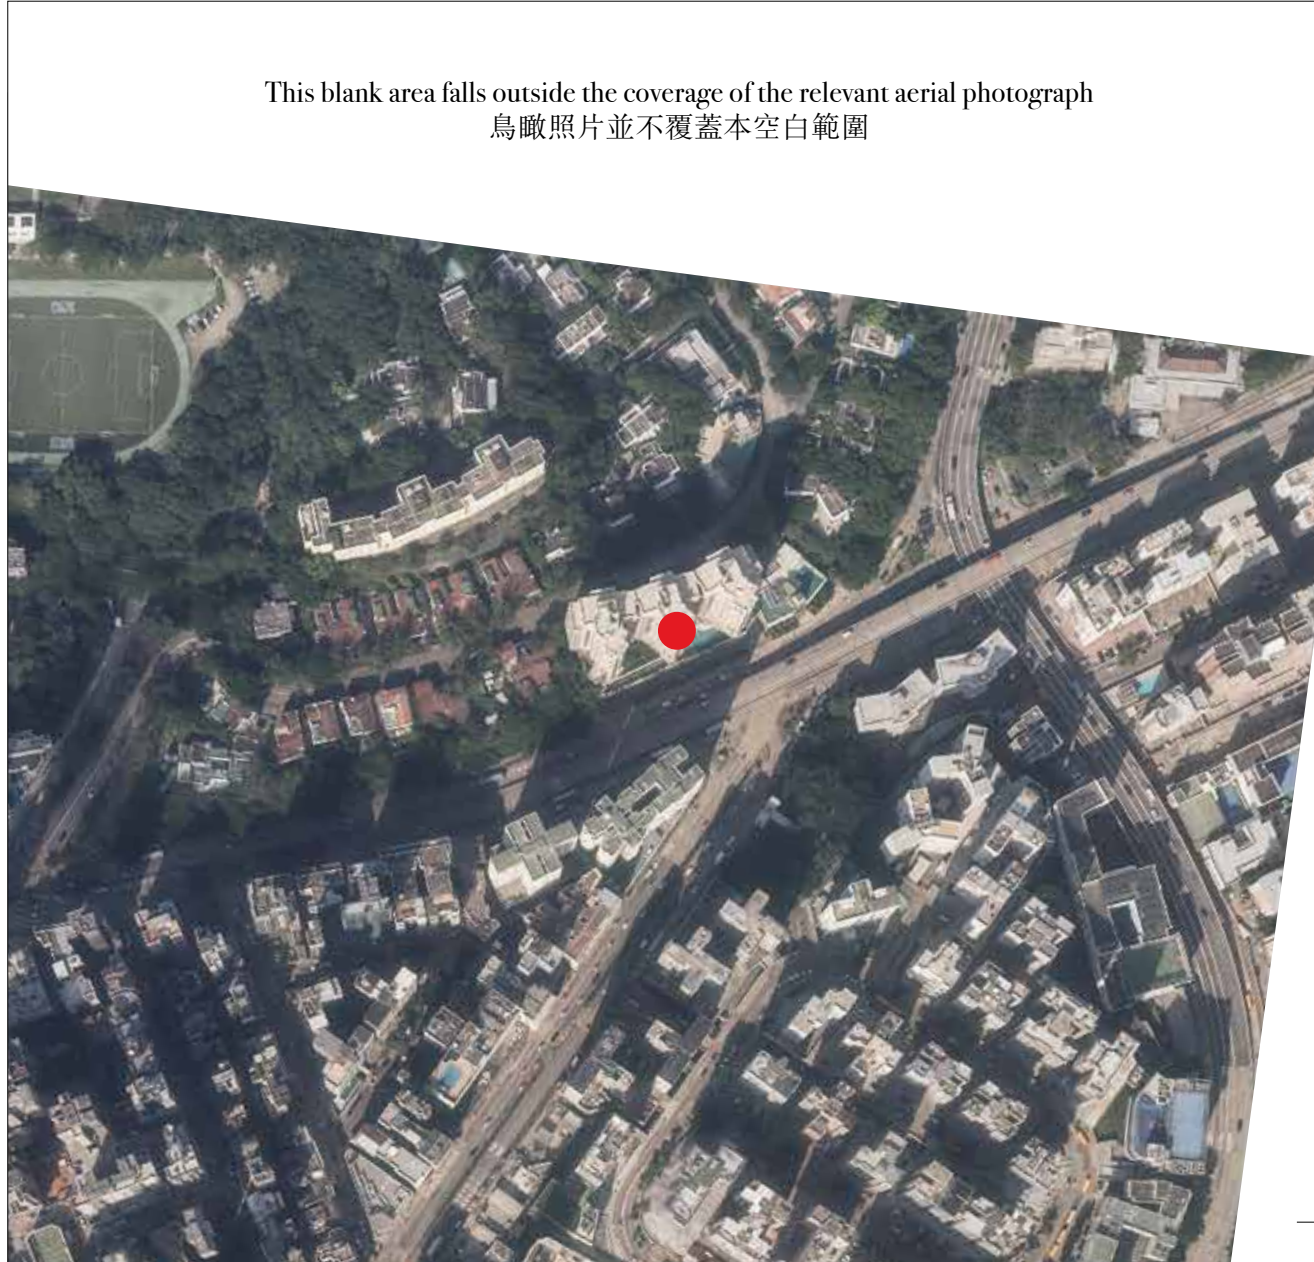 This blank area falls outside the coverage of the relevant aerial photograph
鳥瞰照片並不覆蓋本空白範圍